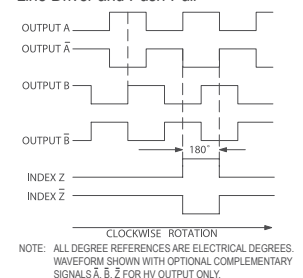 Line Driver and Push Pull
OUTPUT A
OUTPUT A̅
OUTPUT B
OUTPUT B̅
180°
INDEX Z
INDEX Z̅
CLOCKWISE ROTATION
NOTE: ALL DEGREE REFERENCES ARE ELECTRICAL DEGREES.
WAVEFORM SHOWN WITH OPTIONAL COMPLEMENTARY
SIGNALS A̅, B̅, Z̅ FOR HV OUTPUT ONLY.